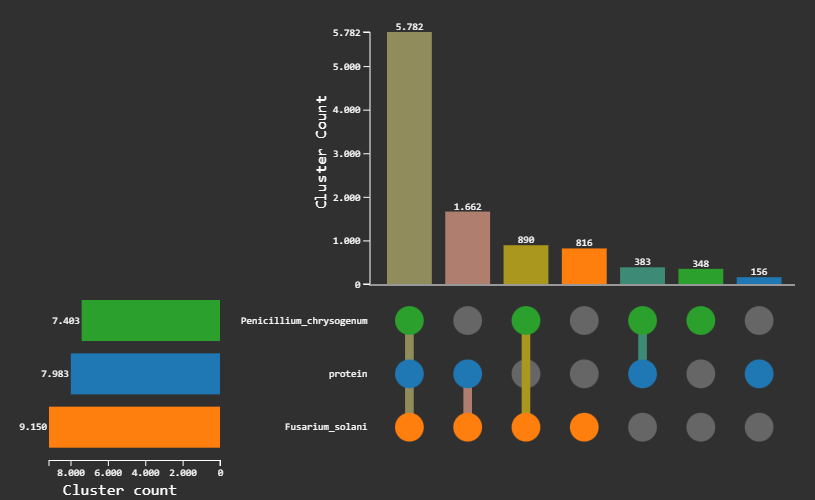 5.782
5.782
5.000
4.000
3.000
2.000
1.000
0
Cluster Count
1.662
890
816
383
348
156
7.403
Penicillium_chrysogenum
7.983
protein
9.150
Fusarium_solani
8.000 6.000 4.000 2.000 0
Cluster count